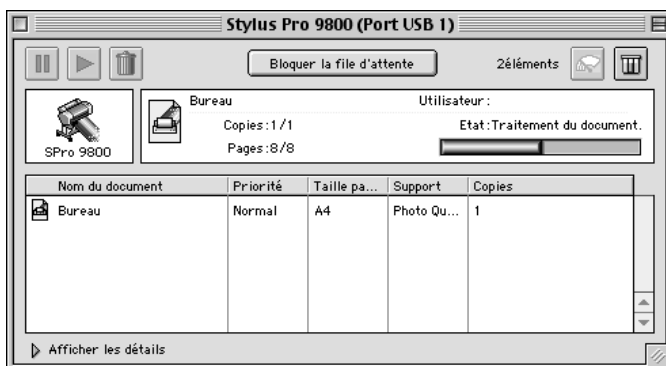 Stylus Pro 9800 (Port USB 1)
Bloquer la file d'attente
2éléments
SPro 9800
Bureau
Utilisateur :
Copies:1/1
Etat:Traitement du document.
Pages:8/8
Nom du document Priorité Taille pa... Support Copies
Bureau Normal A4 Photo Qu... 1
Afficher les détails